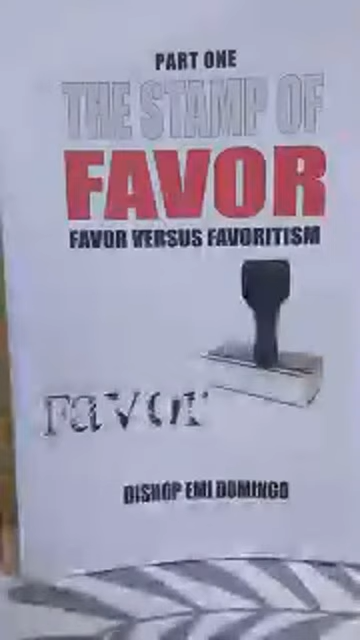 PART ONE
THE STAMP OF
FAVOR
FAVOR VERSUS FAVORITISM
FaVOr
BISHOP EMI DOMINGO